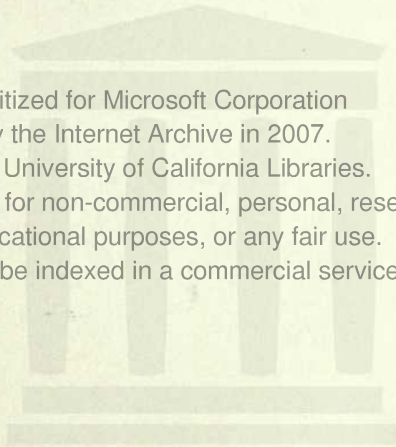 itized for Microsoft Corporation
the Internet Archive in 2007.
University of California Libraries.
for non-commercial, personal, rese
cational purposes, or any fair use.
be indexed in a commercial service